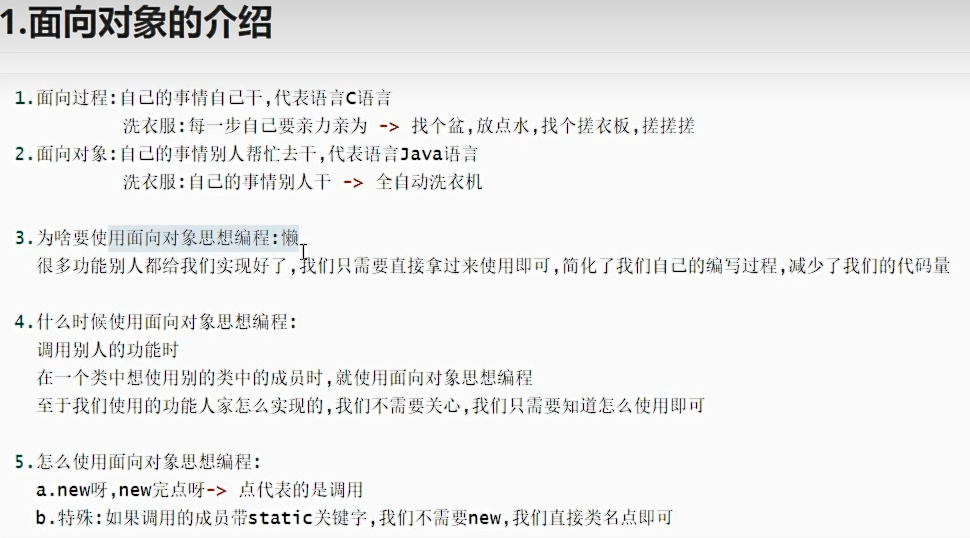 1.面向对象的介绍
1.面向过程:自己的事情自己干,代表语言C语言
洗衣服:每一步自己要亲力亲为 -> 找个盆,放点水,找个搓衣板,搓搓搓
2.面向对象:自己的事情别人帮忙去干,代表语言Java语言
洗衣服:自己的事情别人干 -> 全自动洗衣机
3.为啥要使用面向对象思想编程:懒
很多功能别人都给我们实现好了,我们只需要直接拿过来使用即可,简化了我们自己的编写过程,减少了我们的代码量
4.什么时候使用面向对象思想编程:
调用别人的功能时
在一个类中想使用别的类中的成员时,就使用面向对象思想编程
至于我们使用的功能人家怎么实现的,我们不需要关心,我们只需要知道怎么使用即可
5.怎么使用面向对象思想编程:
a.new呀,new完点呀-> 点代表的是调用
b.特殊:如果调用的成员带static关键字,我们不需要new,我们直接类名点即可